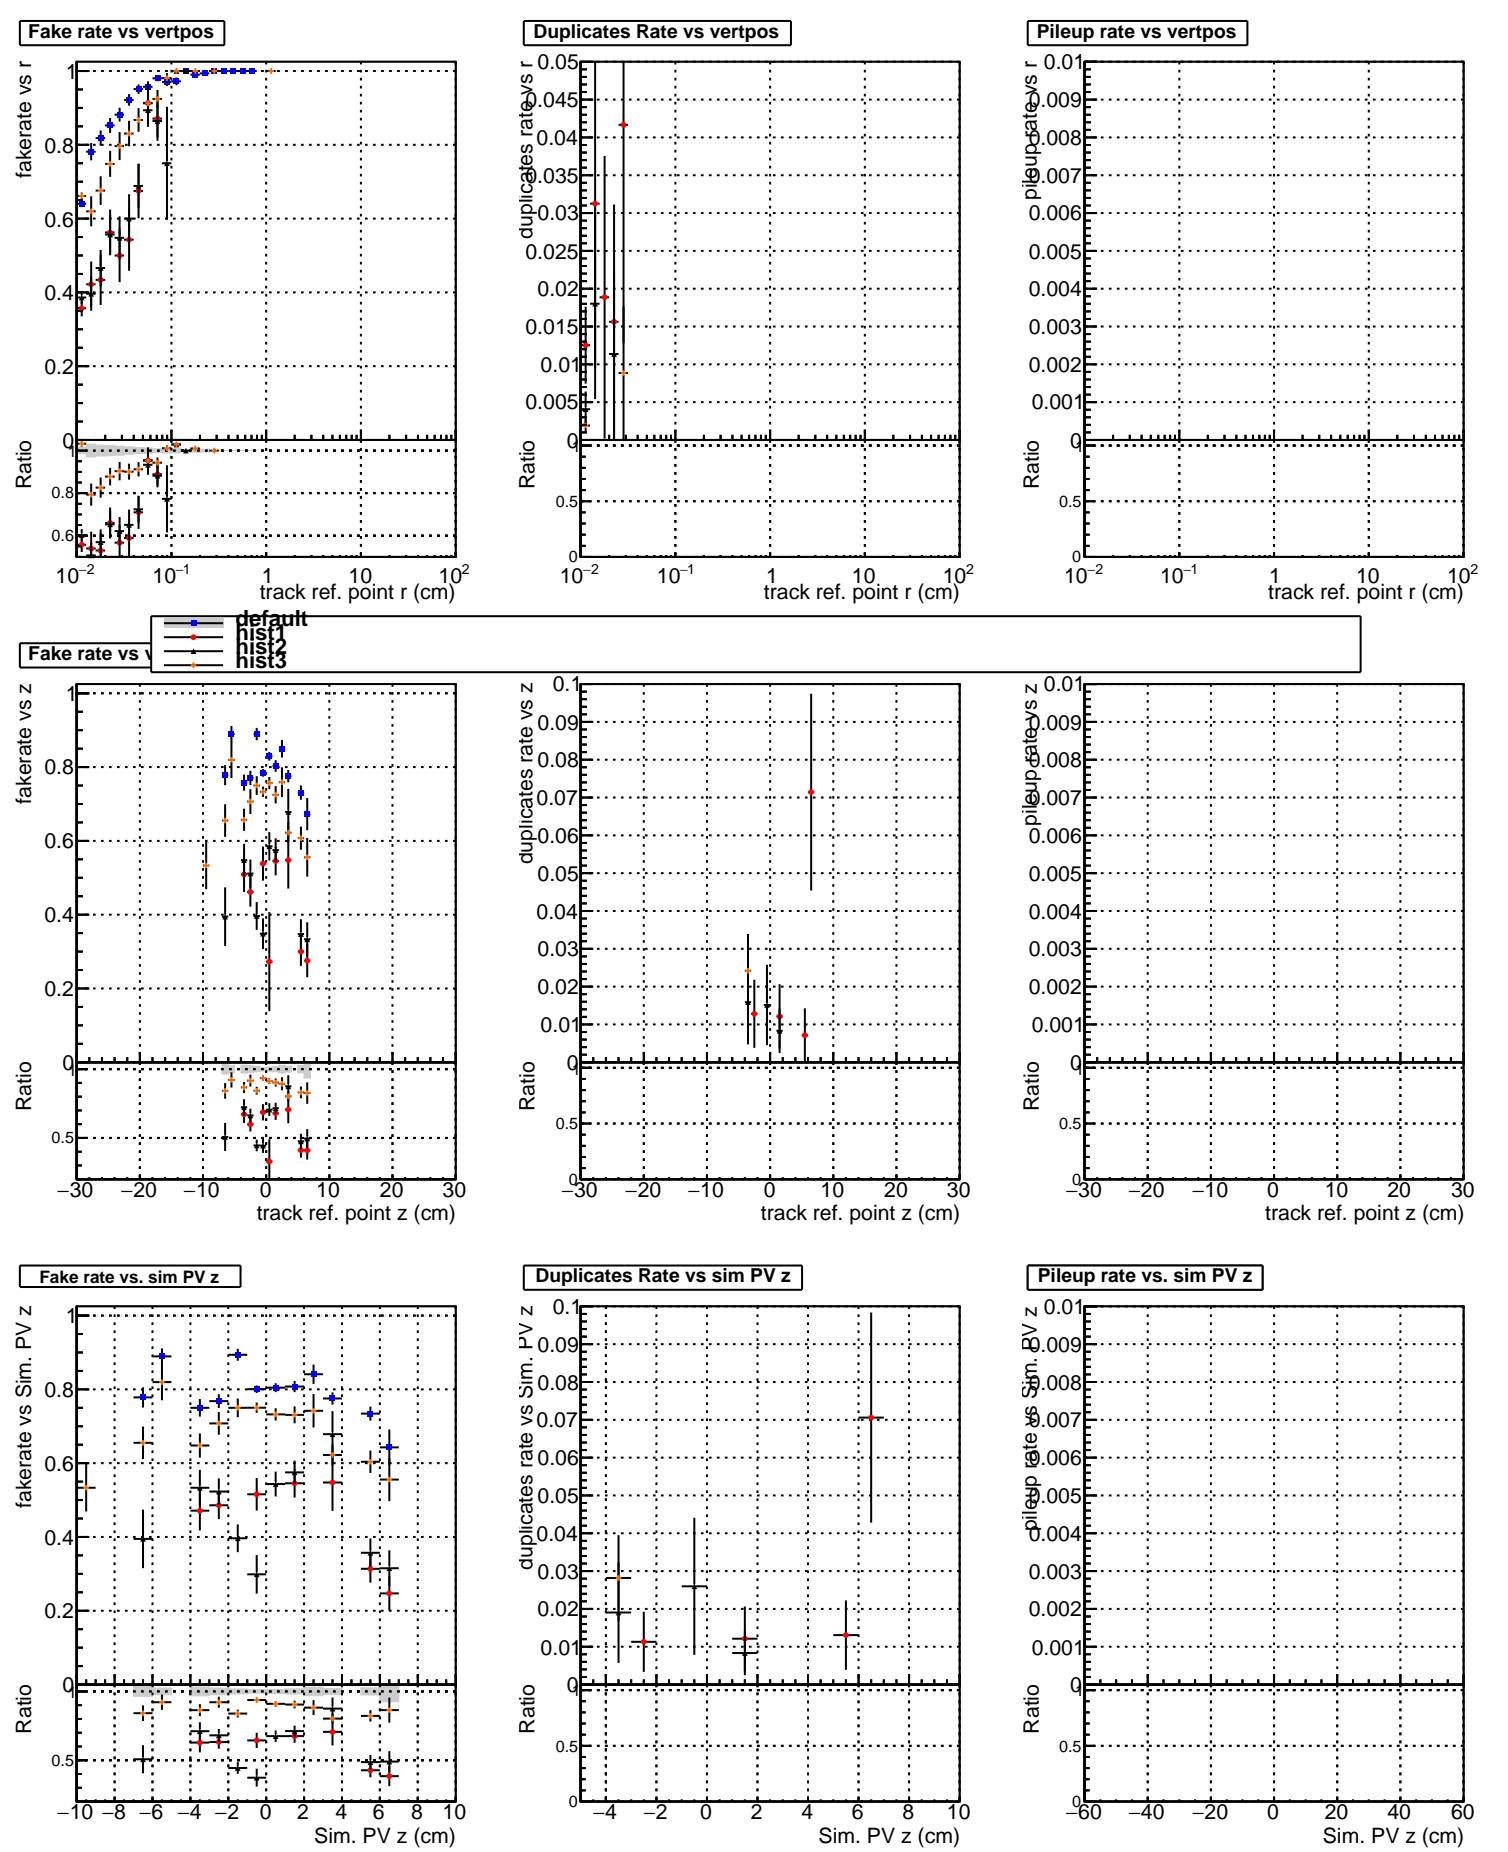 Fake rate vs vertpos
Duplicates Rate vs vertpos
Pileup rate vs vertpos
fakerate vs r
1
0.8
0.6
0.4
0.2
0
Ratio
1
0.8
0.6
10−2 10−1 1 10 102
track ref. point r (cm)
duplicates rate vs r
0.05
0.045
0.04
0.035
0.03
0.025
0.02
0.015
0.01
0.005
0
Ratio
1
0.5
0
10−2 10−1 1 10 102
track ref. point r (cm)
pileup rate vs r
0.01
0.009
0.008
0.007
0.006
0.005
0.004
0.003
0.002
0.001
0
Ratio
1
0.5
0
10−2 10−1 1 10 102
track ref. point r (cm)
default
hist1
hist2
hist3
Fake rate vs
fakerate vs z
1
0.8
0.6
0.4
0.2
0
Ratio
1
0.5
−30 −20 −10 0 10 20 30
track ref. point z (cm)
duplicates rate vs z
0.1
0.09
0.08
0.07
0.06
0.05
0.04
0.03
0.02
0.01
0
Ratio
1
0.5
0
−30 −20 −10 0 10 20 30
track ref. point z (cm)
pileup rate vs z
0.01
0.009
0.008
0.007
0.006
0.005
0.004
0.003
0.002
0.001
0
Ratio
1
0.5
0
−30 −20 −10 0 10 20 30
track ref. point z (cm)
Fake rate vs. sim PV z
Duplicates Rate vs sim PV z
Pileup rate vs. sim PV z
fakerate vs Sim. PV z
1
0.8
0.6
0.4
0.2
0
Ratio
1
0.5
−10 −8 −6 −4 −2 0 2 4 6 8 10
Sim. PV z (cm)
duplicates rate vs Sim. PV z
0.1
0.09
0.08
0.07
0.06
0.05
0.04
0.03
0.02
0.01
0
Ratio
1
0.5
0
−4 −2 0 2 4 6 8 10
Sim. PV z (cm)
pileup rate vs Sim. PV z
0.01
0.009
0.008
0.007
0.006
0.005
0.004
0.003
0.002
0.001
0
Ratio
1
0.5
0
−60 −40 −20 0 20 40 60
Sim. PV z (cm)